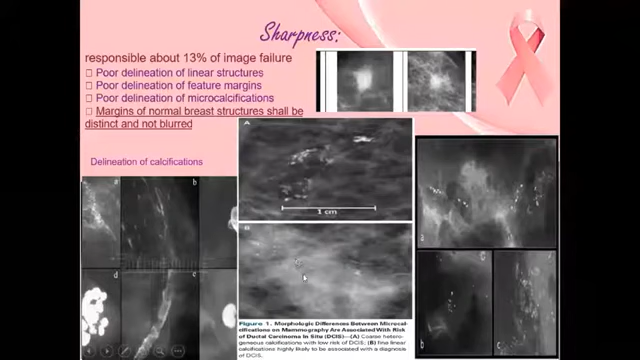 Sharpness:
responsible about 13% of image failure
Poor delineation of linear structures
Poor delineation of feature margins
Poor delineation of microcalcifications
Margins of normal breast structures shall be
distinct and not blurred
Delineation of calcifications
A
1 cm
B
a
b
d
a
b
c
Figure 1. Morphologic Differences Between Microcal-
cifications on Mammography Are Associated With Risk
of Ductal Carcinoma In Situ (DCIS)—(A) Coarse hetero-
geneous calcifications with low risk of DCIS; (B) fine linear
calcifications highly likely to be associated with a diagnosis
of DCIS.